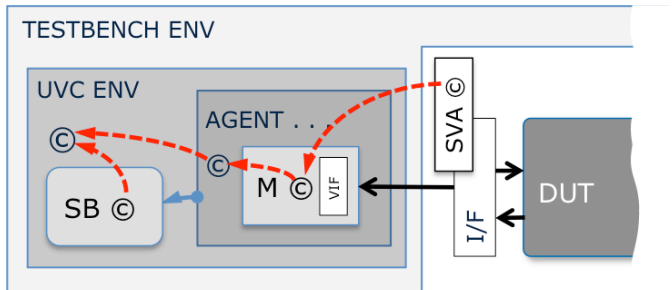 TESTBENCH ENV
UVC ENV
AGENT . . .
SVA ©
©
©
M ©
VIF
SB ©
I/F
DUT